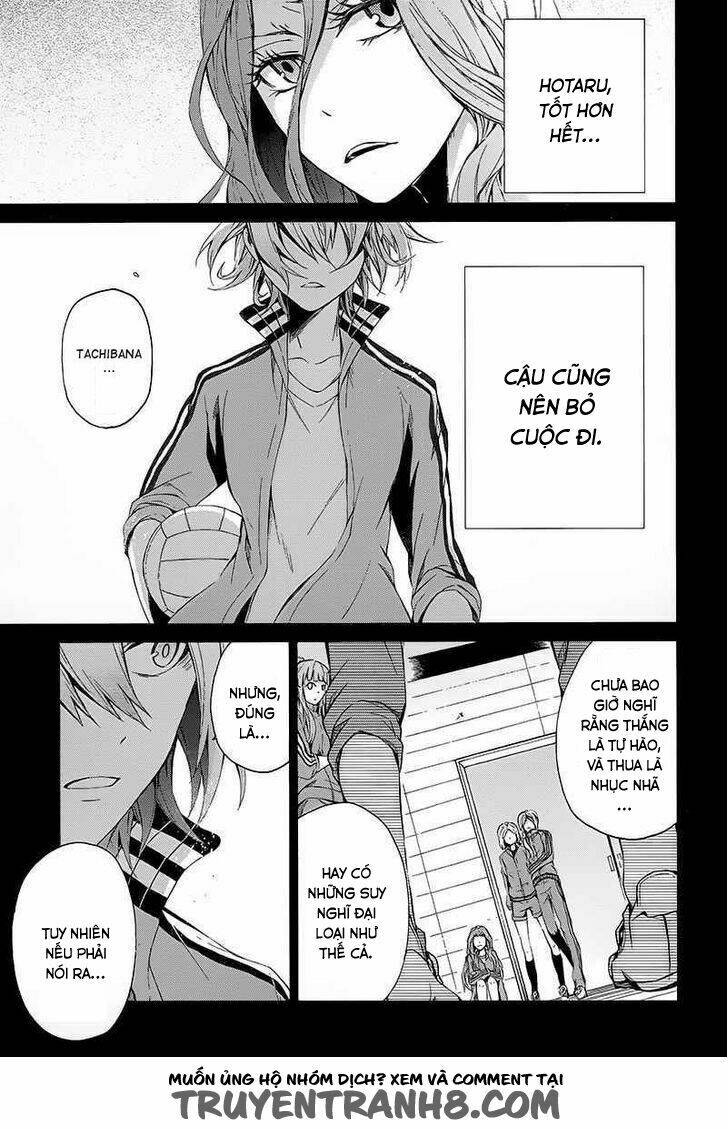 HOTARU,
TỐT HƠN
HẾT...
CẬU CŨNG
NÊN BỎ
CUỘC ĐI.
TACHIBANA
...
CHƯA BAO
GIỜ NGHĨ
RẰNG THẮNG
LÀ TỰ HÀO,
VÀ THUA LÀ
NHỤC NHÃ
...
HAY CÓ
NHỮNG SUY
NGHĨ ĐẠI
LOẠI NHƯ
THẾ CẢ.
NHƯNG,
ĐÚNG
LÀ...
TUY NHIÊN
NẾU PHẢI
NÓI RA...
MUỐN ỦNG HỘ NHÓM DỊCH? XEM VÀ COMMENT TẠI
TRUYENTRANH8.COM